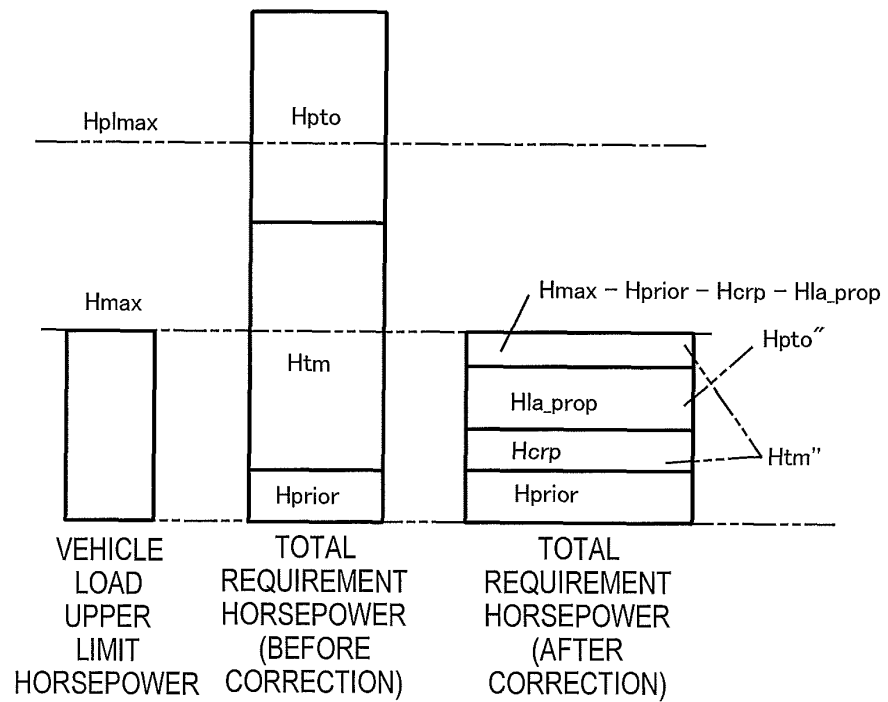 Hplmax
Hpto
Hmax
Hmax − Hprior − Hcrp − Hla_prop
Hpto″
Htm
Hla_prop
Hcrp
Htm"
Hprior
Hprior
VEHICLE
LOAD
UPPER
LIMIT
HORSEPOWER
TOTAL
REQUIREMENT
HORSEPOWER
(BEFORE
CORRECTION)
TOTAL
REQUIREMENT
HORSEPOWER
(AFTER
CORRECTION)